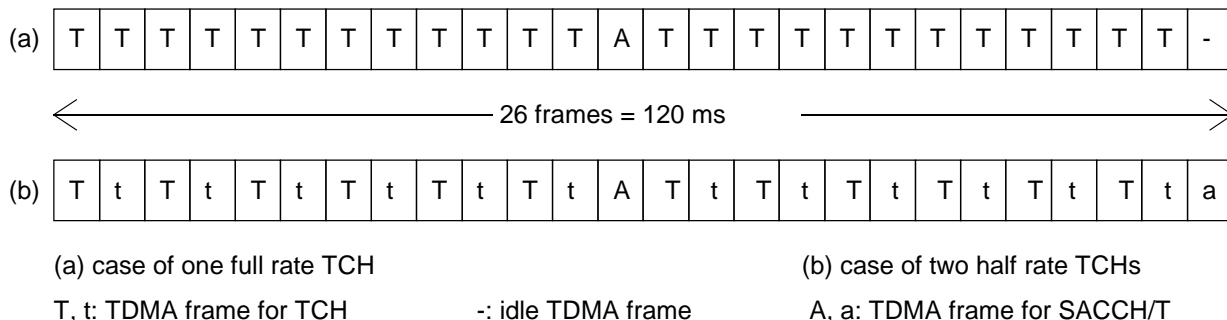 (a) T T T T T T T T T T T T A T T T T T T T T T T T T -
26 frames = 120 ms
(b) T t T t T t T t T t T t A T t T t T t T t T t T t a
(a) case of one full rate TCH (b) case of two half rate TCHs
T, t: TDMA frame for TCH -: idle TDMA frame A, a: TDMA frame for SACCH/T